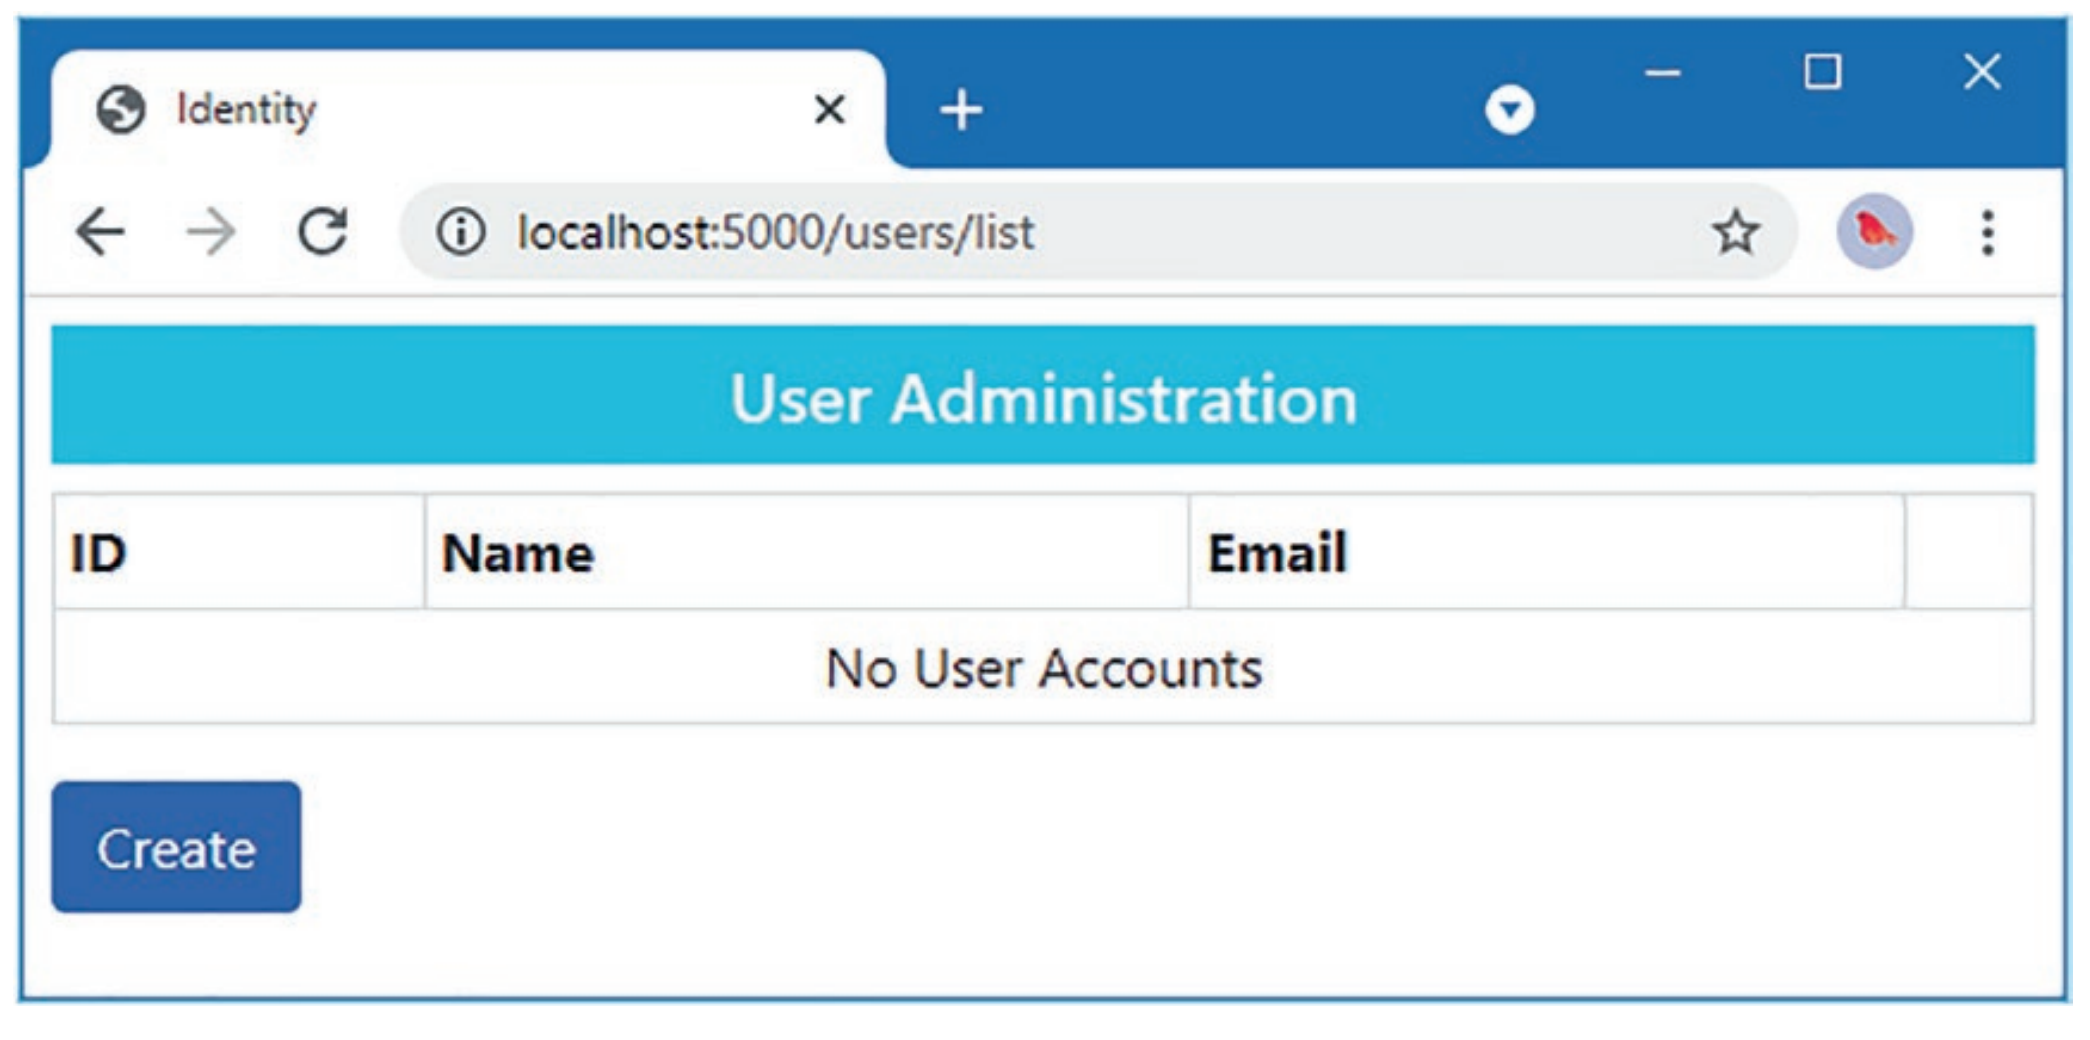 Identity
localhost:5000/users/list
User Administration
ID Name Email
No User Accounts
Create